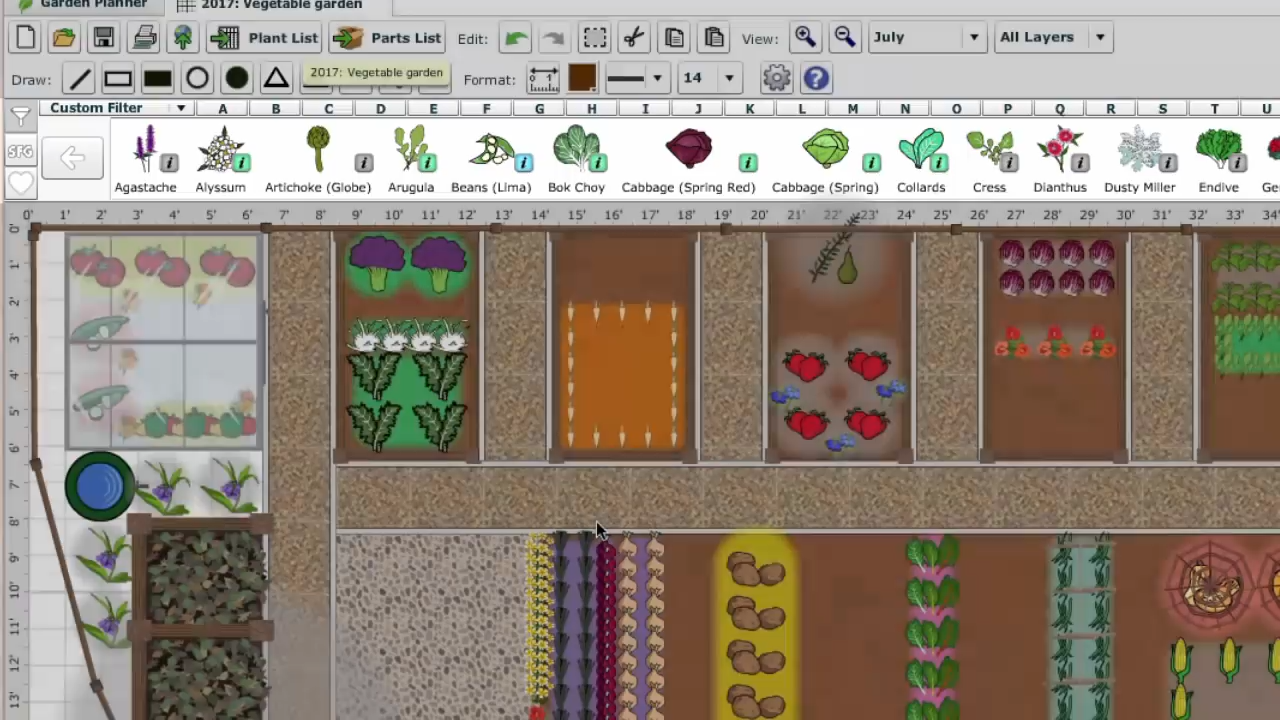 Garden Planner
2017: Vegetable garden
Plant List
Parts List
Edit:
View:
July
All Layers
Draw:
2017: Vegetable garden
Format:
14
Custom Filter
A B C D E F G H I J K L M N O P Q R S T U
SFG
Agastache
Alyssum
Artichoke (Globe)
Arugula
Beans (Lima)
Bok Choy
Cabbage (Spring Red)
Cabbage (Spring)
Collards
Cress
Dianthus
Dusty Miller
Endive
0' 1' 2' 3' 4' 5' 6' 7' 8' 9' 10' 11' 12' 13' 14' 15' 16' 17' 18' 19' 20' 21' 22' 23' 24' 25' 26' 27' 28' 29' 30' 31' 32' 33' 34'
0'
1'
2'
3'
4'
5'
6'
7'
8'
9'
10'
11'
12'
13'